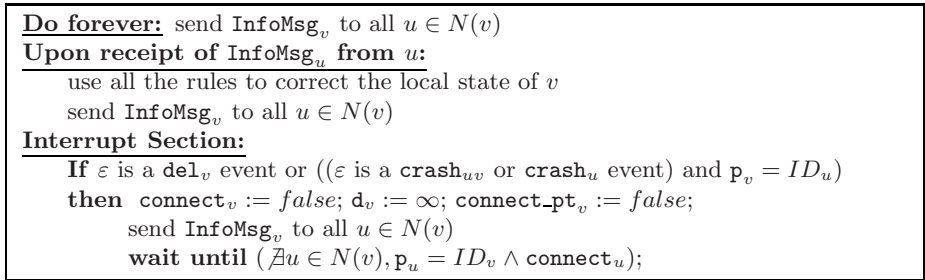 Do forever: send InfoMsg_v to all u ∈ N(v)
Upon receipt of InfoMsg_u from u:
use all the rules to correct the local state of v
send InfoMsg_v to all u ∈ N(v)
Interrupt Section:
If ε is a del_v event or ((ε is a crash_uv or crash_u event) and p_v = ID_u)
then connect_v := false; d_v := ∞; connect_pt_v := false;
send InfoMsg_v to all u ∈ N(v)
wait until (∄u ∈ N(v), p_u = ID_v ∧ connect_u);